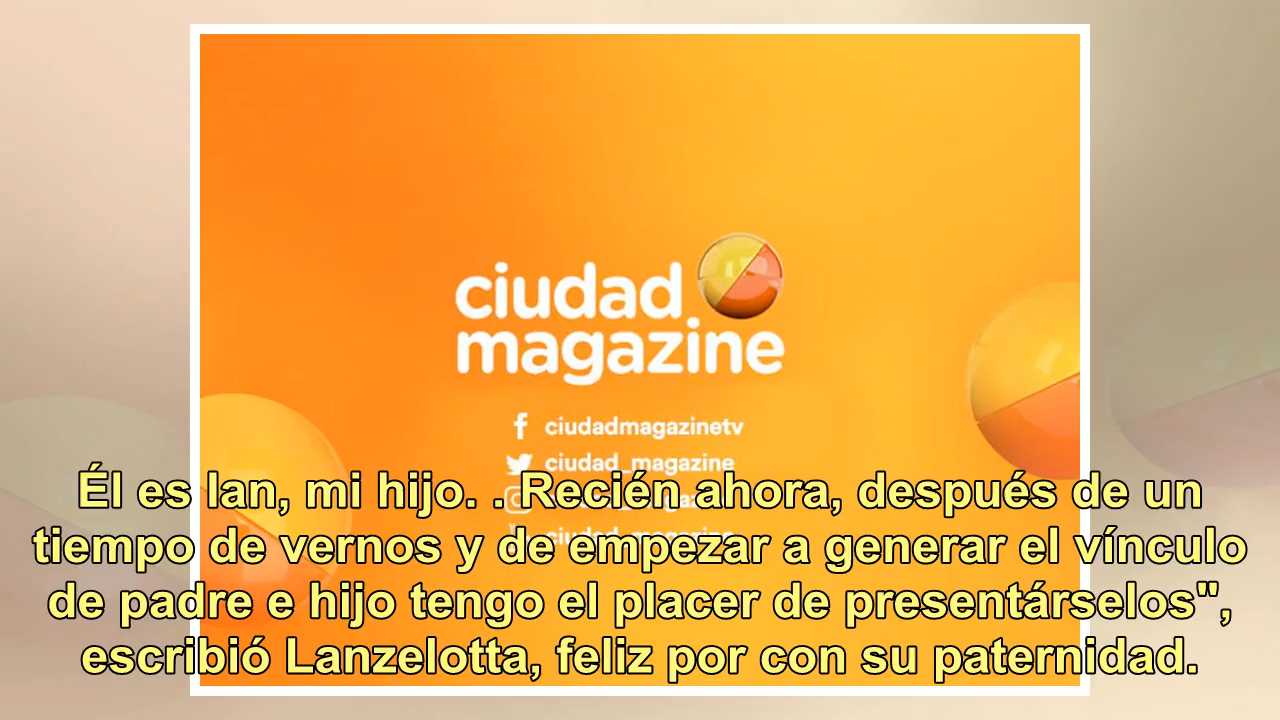 ciudad
magazine
ciudadmagazinetv
ciudad_magazine
Él es Ian, mi hijo. . Recién ahora, después de un
tiempo de vernos y de empezar a generar el vínculo
de padre e hijo tengo el placer de presentárselos",
escribió Lanzelotta, feliz por con su paternidad.